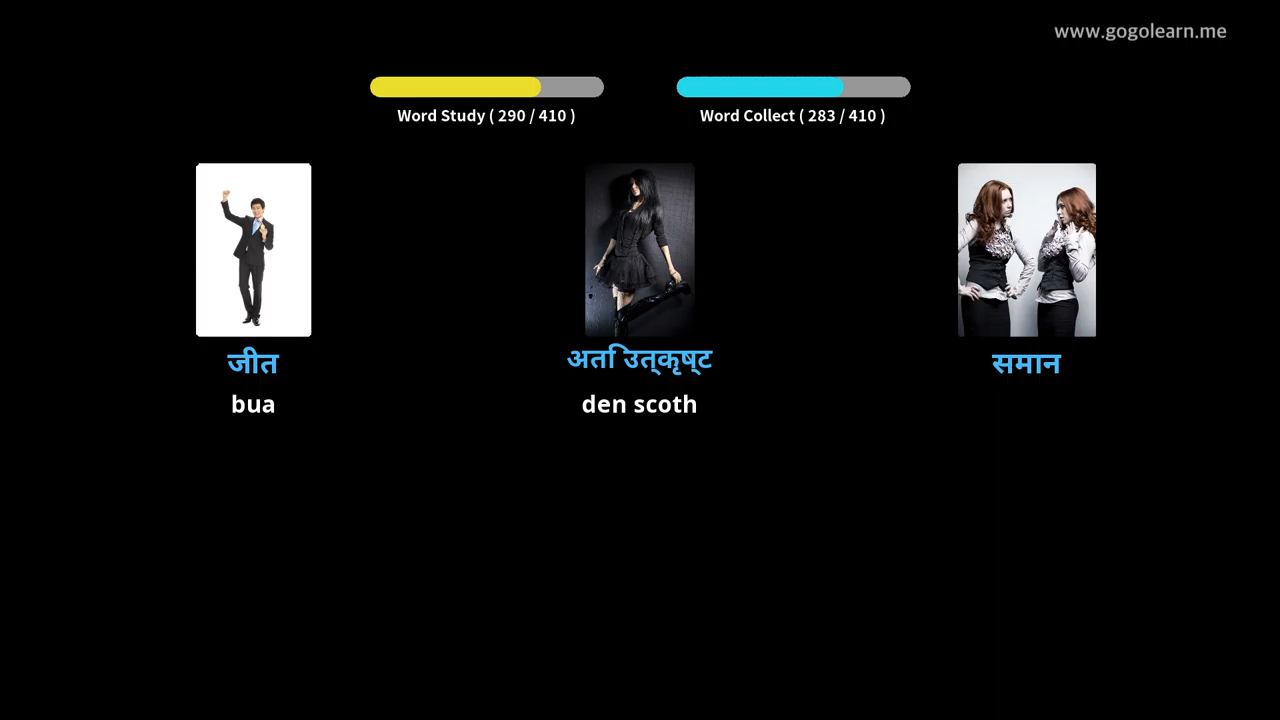 www.gogolearn.me
Word Study ( 290 / 410 )
Word Collect ( 283 / 410 )
जीत
अति उत्कृष्ट
समान
bua
den scoth